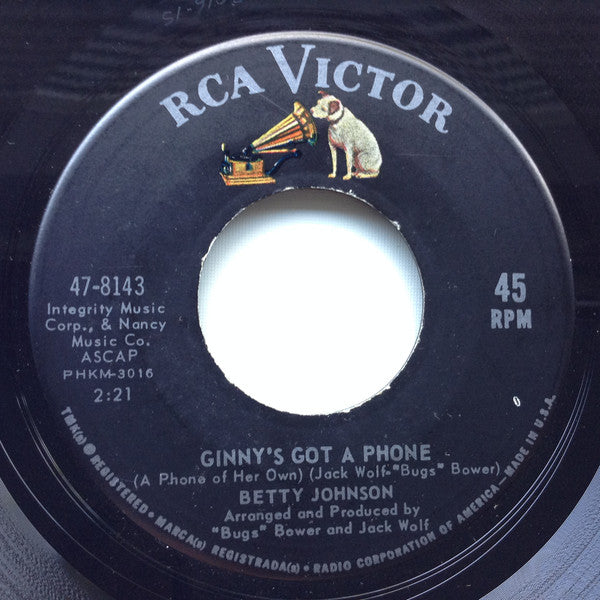 RCA VICTOR
47-8143
Integrity Music
Corp., & Nancy
Music Co.
ASCAP
PHKM-3016
2:21
45
RPM
0
GINNY'S GOT A PHONE
(A Phone of Her Own) (Jack Wolf-"Bugs" Bower)
BETTY JOHNSON
Arranged and Produced by
"Bugs" Bower and Jack Wolf
TMK(s) ® REGISTERED • MARCA(s) REGISTRADA(s) • RADIO CORPORATION OF AMERICA—MADE IN U.S.A.